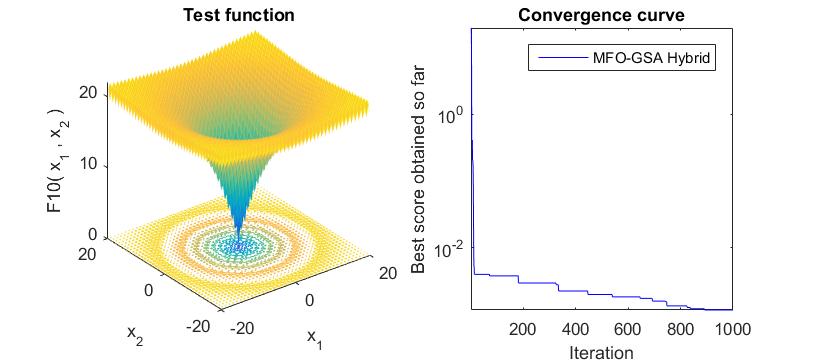 Test function
F10( x1 , x2 )
20
10
0
20
0
-20
x2
-20
0
20
x1
Convergence curve
MFO-GSA Hybrid
Best score obtained so far
10^0
10^-2
200 400 600 800 1000
Iteration